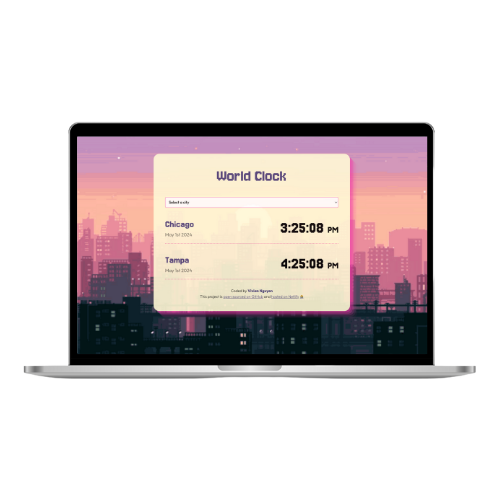 World Clock
Select a city
Chicago
3:25:08 PM
May 1st 2024
Tampa
4:25:08 PM
May 1st 2024
Coded by Nguyen
This project is open-sourced on GitHub and hosted on Netlify